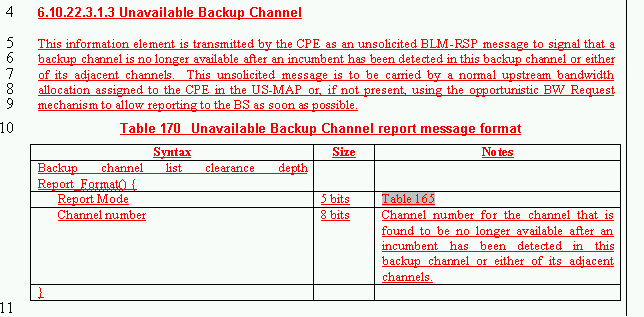 4 6.10.22.3.1.3 Unavailable Backup Channel
5 This information element is transmitted by the CPE as an unsolicited BLM-RSP message to signal that a
6 backup channel is no longer available after an incumbent has been detected in this backup channel or either
7 of its adjacent channels. This unsolicited message is to be carried by a normal upstream bandwidth
8 allocation assigned to the CPE in the US-MAP or, if not present, using the opportunistic BW Request
9 mechanism to allow reporting to the BS as soon as possible.
10 Table 170 Unavailable Backup Channel report message format
Syntax Size Notes
Backup channel list clearance depth
Report_Format() {
Report Mode 5 bits Table 165
Channel number 8 bits Channel number for the channel that is
found to be no longer available after an
incumbent has been detected in this
backup channel or either of its adjacent
channels.
}
11